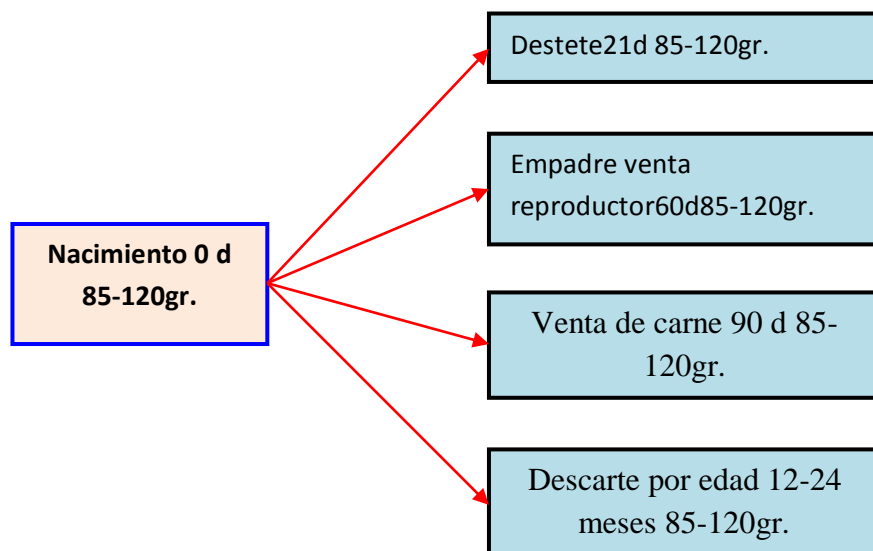 Destete21d 85-120gr.
Empadre venta
reproductor60d85-120gr.
Nacimiento 0 d
85-120gr.
Venta de carne 90 d 85-
120gr.
Descarte por edad 12-24
meses 85-120gr.